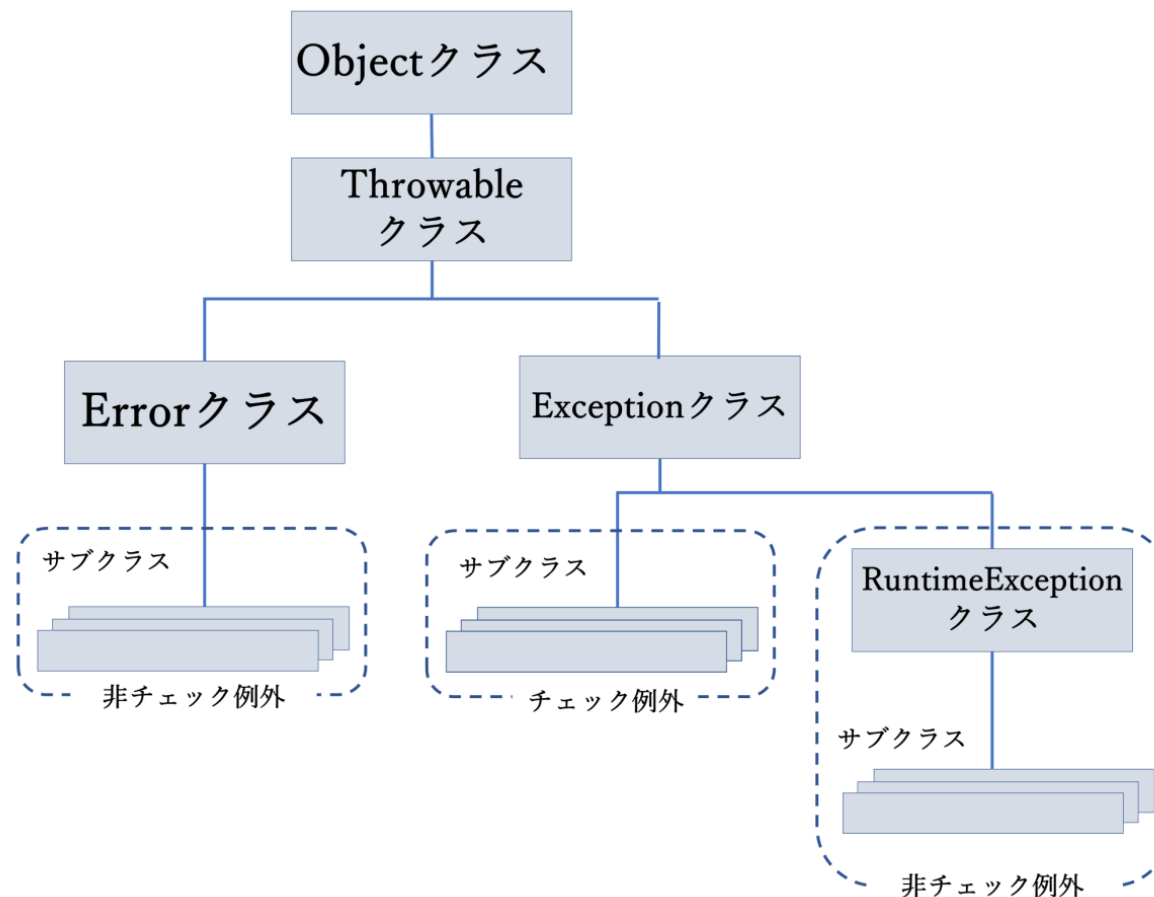 Objectクラス
Throwable
クラス
Errorクラス
Exceptionクラス
サブクラス
非チェック例外
サブクラス
チェック例外
RuntimeException
クラス
サブクラス
非チェック例外